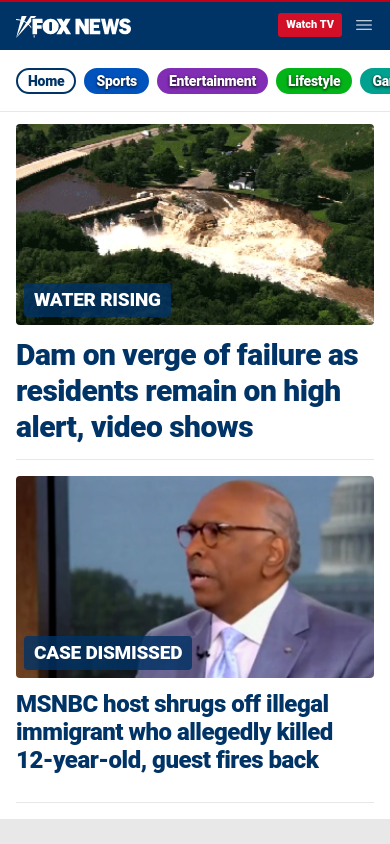 FOX NEWS
Watch TV
Home
Sports
Entertainment
Lifestyle
WATER RISING
Dam on verge of failure as
residents remain on high
alert, video shows
CASE DISMISSED
MSNBC host shrugs off illegal
immigrant who allegedly killed
12-year-old, guest fires back